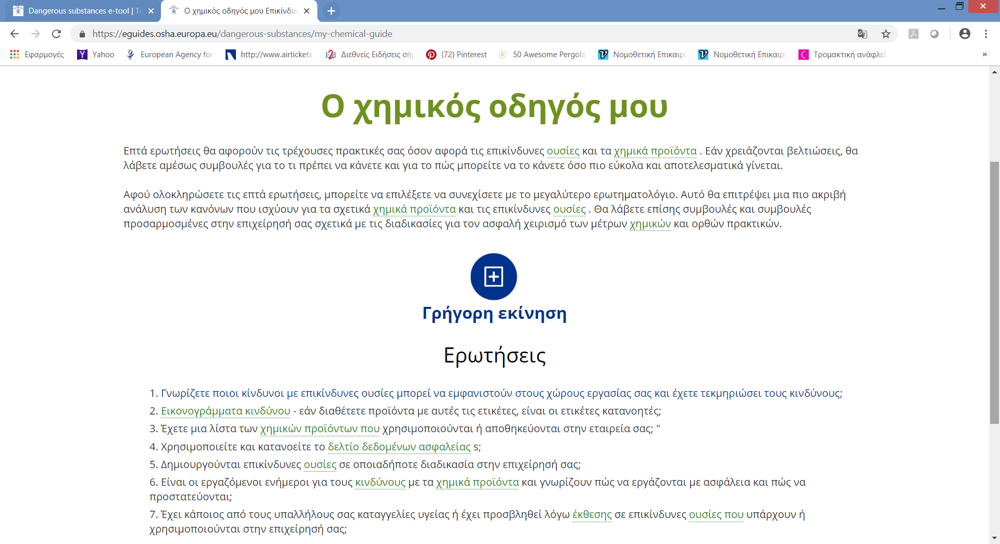 Dangerous substances e-tool | To
Ο χημικός οδηγός μου Επικίνδυν
https://eguides.osha.europa.eu/dangerous-substances/my-chemical-guide
Εφαρμογές Yahoo European Agency for http://www.airtickets. Διεθνείς Ειδήσεις σήμ (72) Pinterest 50 Awesome Pergola Νομοθετική Επικαιρό Νομοθετική Επικαιρό Τρομακτική ανάφλεξ »
Ο χημικός οδηγός μου
Επτά ερωτήσεις θα αφορούν τις τρέχουσες πρακτικές σας όσον αφορά τις επικίνδυνες ουσίες και τα χημικά προϊόντα . Εάν χρειάζονται βελτιώσεις, θα
λάβετε αμέσως συμβουλές για το τι πρέπει να κάνετε και για το πώς μπορείτε να το κάνετε όσο πιο εύκολα και αποτελεσματικά γίνεται.
Αφού ολοκληρώσετε τις επτά ερωτήσεις, μπορείτε να επιλέξετε να συνεχίσετε με το μεγαλύτερο ερωτηματολόγιο. Αυτό θα επιτρέψει μια πιο ακριβή
ανάλυση των κανόνων που ισχύουν για τα σχετικά χημικά προϊόντα και τις επικίνδυνες ουσίες . Θα λάβετε επίσης συμβουλές και συμβουλές
προσαρμοσμένες στην επιχείρησή σας σχετικά με τις διαδικασίες για τον ασφαλή χειρισμό των μέτρων χημικών και ορθών πρακτικών.
Γρήγορη εκίνηση
Ερωτήσεις
1. Γνωρίζετε ποιοι κίνδυνοι με επικίνδυνες ουσίες μπορεί να εμφανιστούν στους χώρους εργασίας σας και έχετε τεκμηριώσει τους κινδύνους;
2. Εικονογράμματα κινδύνου - εάν διαθέτετε προϊόντα με αυτές τις ετικέτες, είναι οι ετικέτες κατανοητές;
3. Έχετε μια λίστα των χημικών προϊόντων που χρησιμοποιούνται ή αποθηκεύονται στην εταιρεία σας; "
4. Χρησιμοποιείτε και κατανοείτε το δελτίο δεδομένων ασφαλείας s;
5. Δημιουργούνται επικίνδυνες ουσίες σε οποιαδήποτε διαδικασία στην επιχείρησή σας;
6. Είναι οι εργαζόμενοι ενήμεροι για τους κινδύνους με τα χημικά προϊόντα και γνωρίζουν πώς να εργάζονται με ασφάλεια και πώς να
προστατεύονται;
7. Έχει κάποιος από τους υπαλλήλους σας καταγγελίες υγείας ή έχει προσβληθεί λόγω έκθεσης σε επικίνδυνες ουσίες που υπάρχουν ή
χρησιμοποιούνται στην επιχείρησή σας;